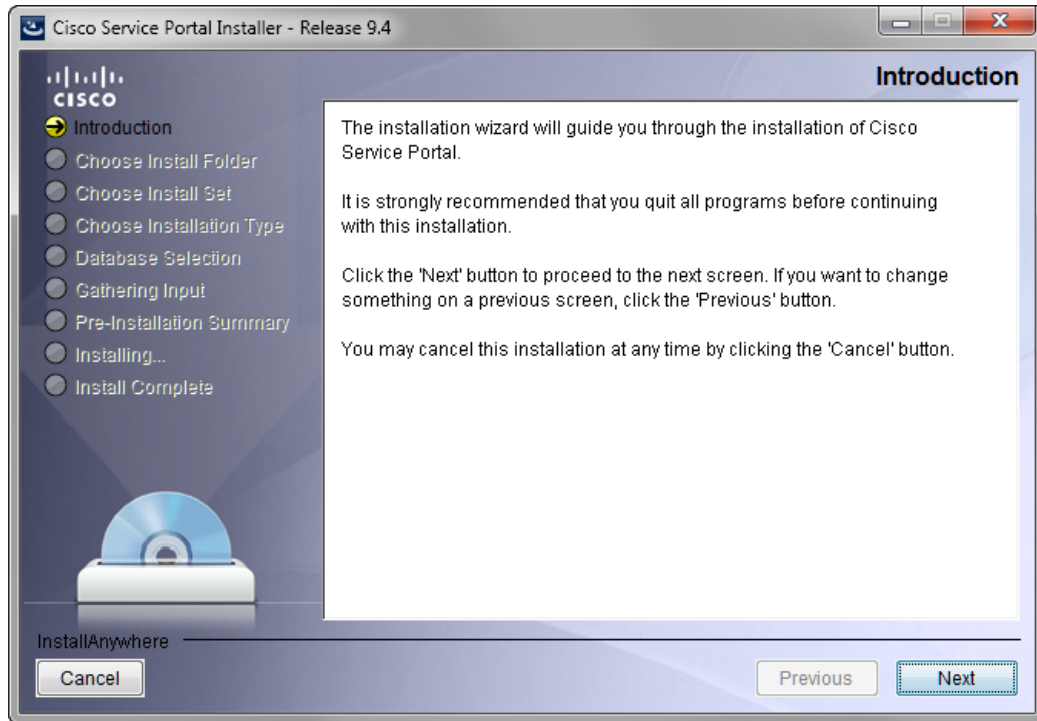 Cisco Service Portal Installer - Release 9.4
CISCO
Introduction
Introduction
Choose Install Folder
Choose Install Set
Choose Installation Type
Database Selection
Gathering Input
Pre-Installation Summary
Installing...
Install Complete
The installation wizard will guide you through the installation of Cisco
Service Portal.
It is strongly recommended that you quit all programs before continuing
with this installation.
Click the 'Next' button to proceed to the next screen. If you want to change
something on a previous screen, click the 'Previous' button.
You may cancel this installation at any time by clicking the 'Cancel' button.
InstallAnywhere
Cancel
Previous
Next